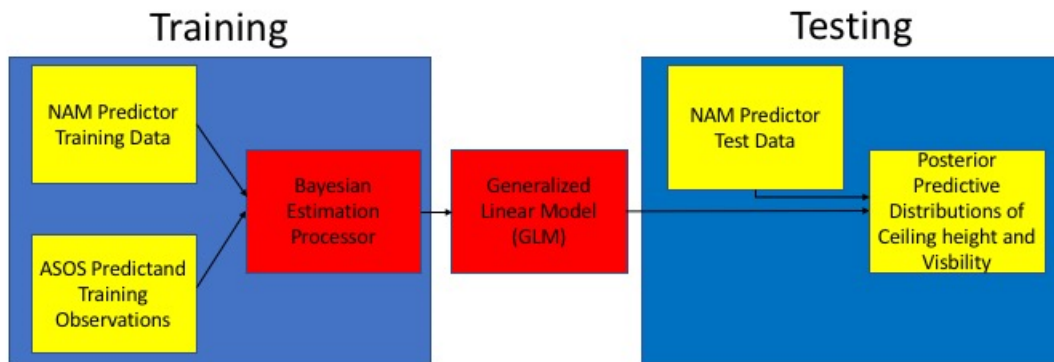 Training
Testing
NAM Predictor
Training Data
ASOS Predictand
Training
Observations
Bayesian
Estimation
Processor
Generalized
Linear Model
(GLM)
NAM Predictor
Test Data
Posterior
Predictive
Distributions of
Ceiling height and
Visbility